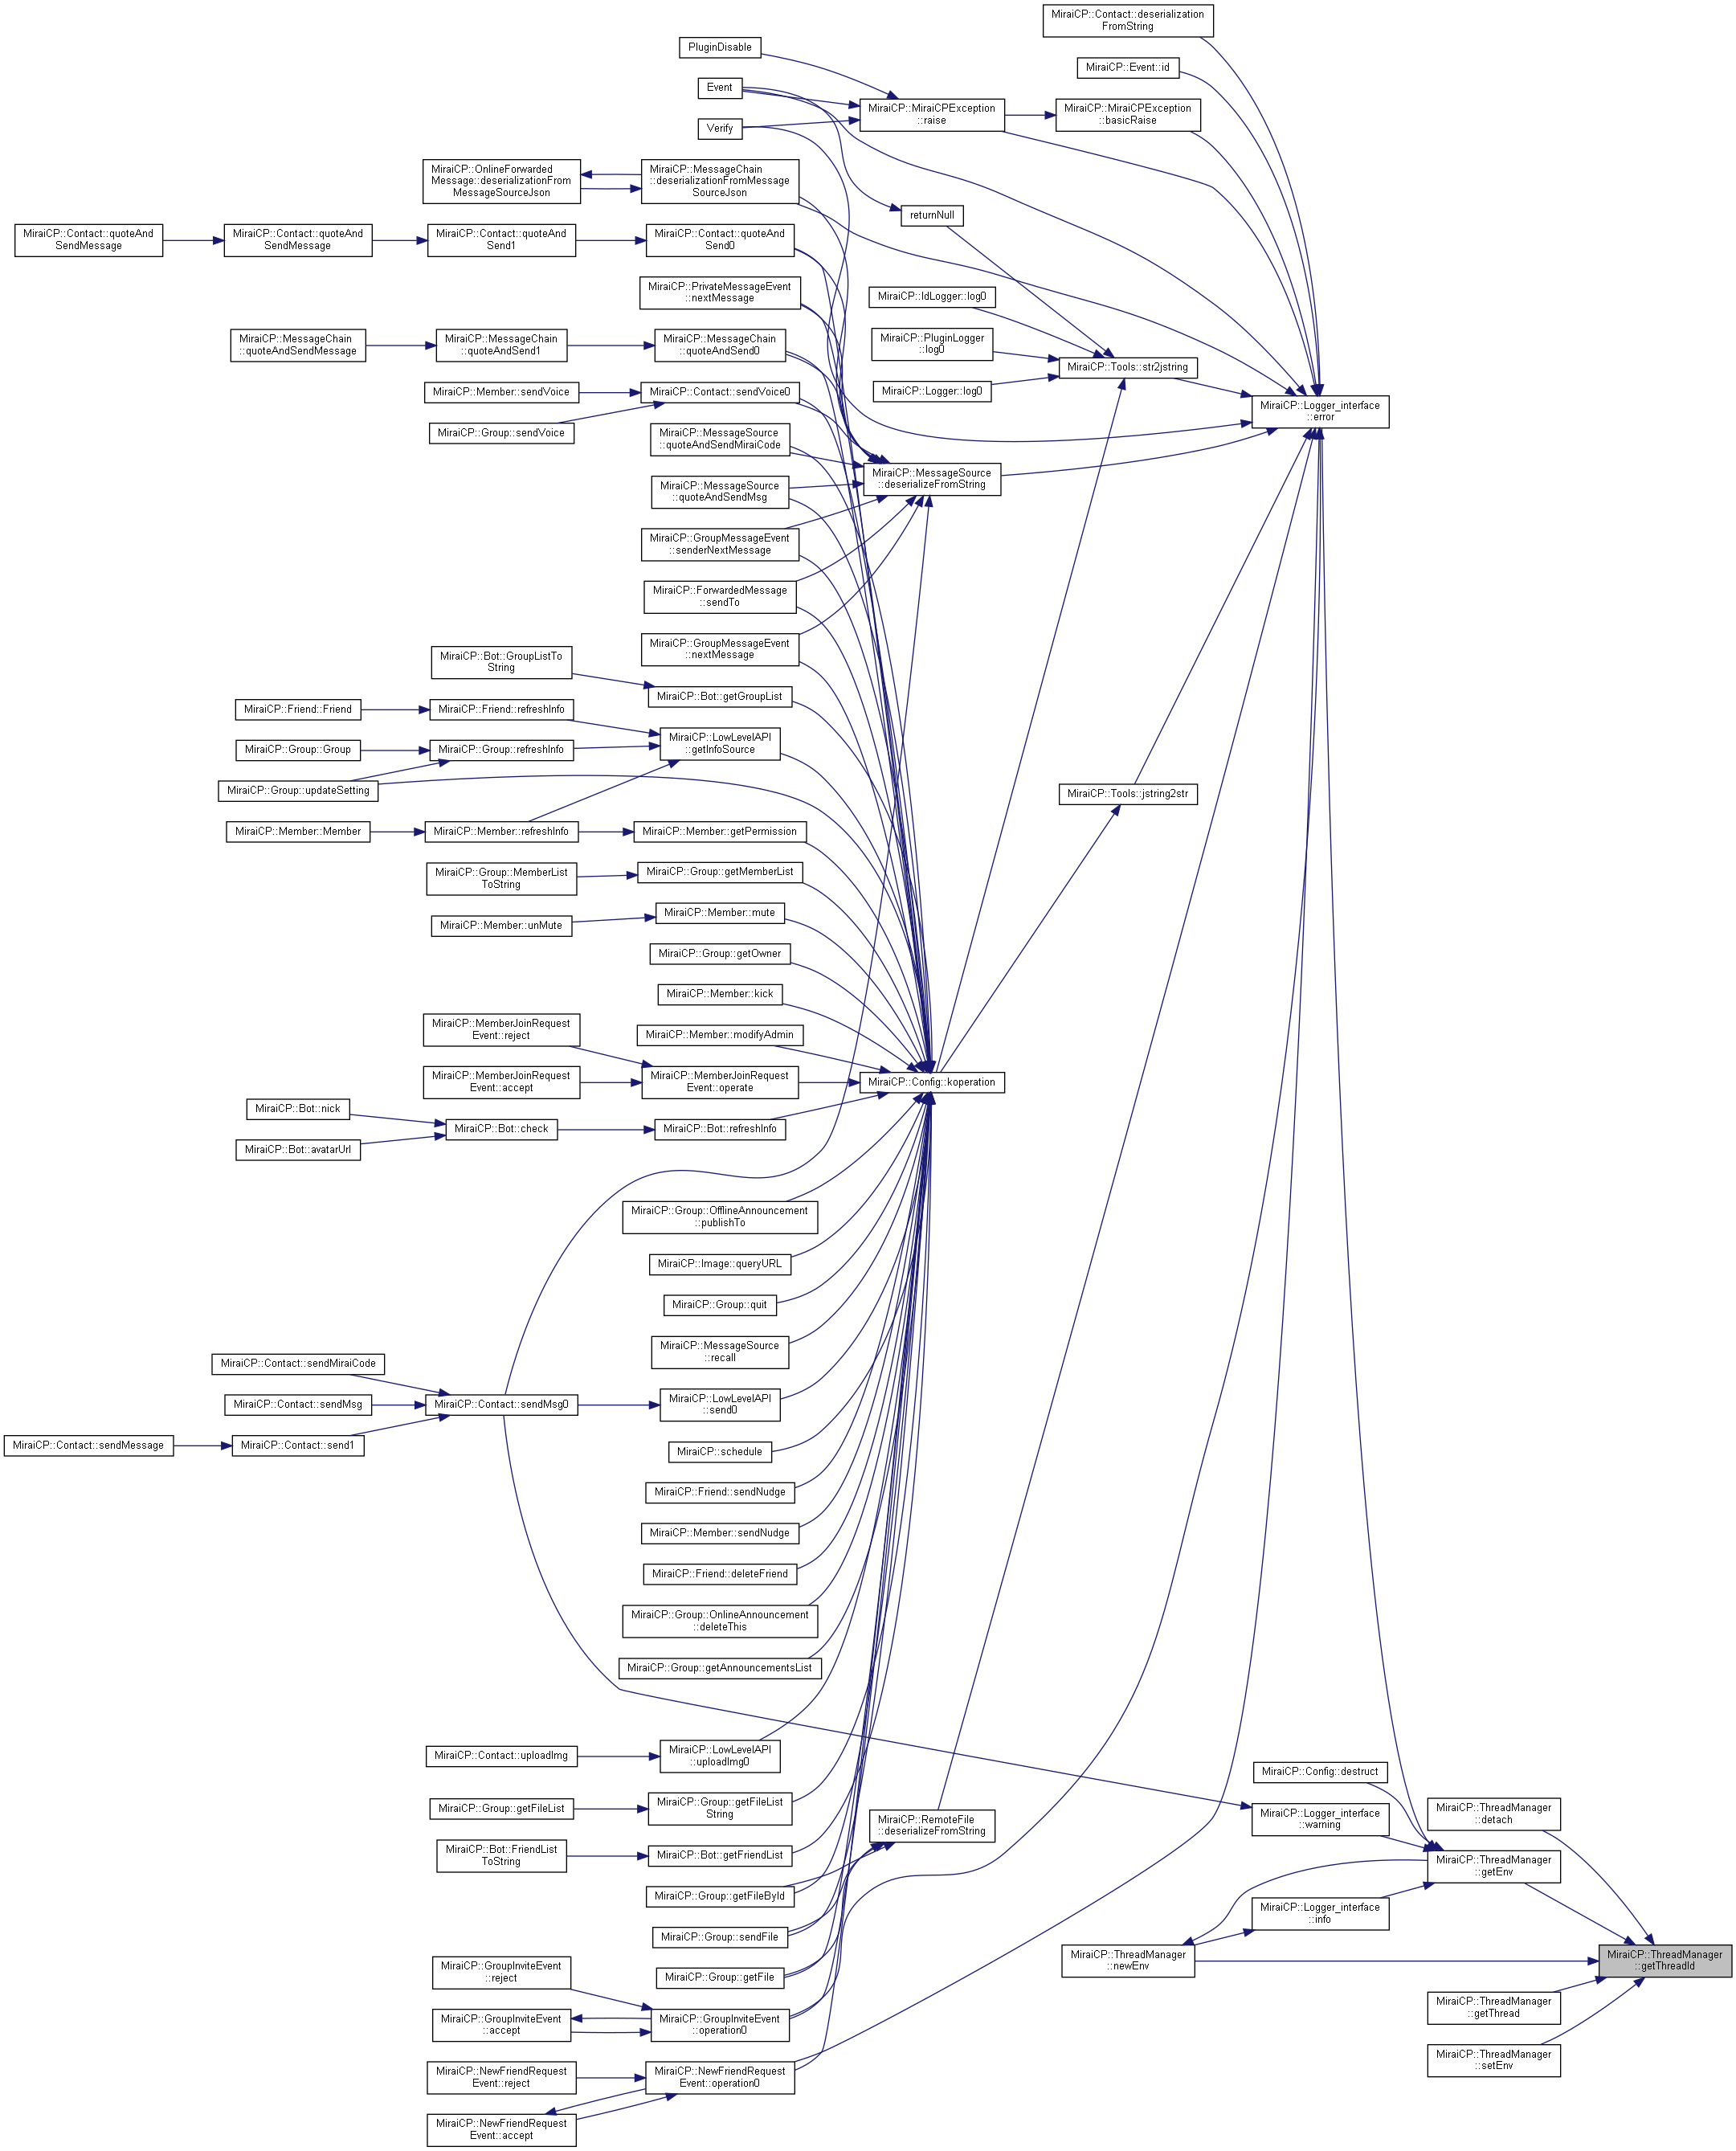 MiraiCP::Contact::deserialization
FromString
PluginDisable
MiraiCP::Event::id
Event
MiraiCP::MiraiCPException
::raise
MiraiCP::MiraiCPException
::basicRaise
Verify
MiraiCP::OnlineForwarded
Message::deserializationFrom
MessageSourceJson
MiraiCP::MessageChain
::deserializationFromMessage
SourceJson
returnNull
MiraiCP::Contact::quoteAnd
SendMessage
MiraiCP::Contact::quoteAnd
SendMessage
MiraiCP::Contact::quoteAnd
Send1
MiraiCP::Contact::quoteAnd
Send0
MiraiCP::PrivateMessageEvent
::nextMessage
MiraiCP::IdLogger::log0
MiraiCP::MessageChain
::quoteAndSendMessage
MiraiCP::MessageChain
::quoteAndSend1
MiraiCP::MessageChain
::quoteAndSend0
MiraiCP::PluginLogger
::log0
MiraiCP::Tools::str2jstring
MiraiCP::Member::sendVoice
MiraiCP::Contact::sendVoice0
MiraiCP::Logger::log0
MiraiCP::Logger_interface
::error
MiraiCP::Group::sendVoice
MiraiCP::MessageSource
::quoteAndSendMiraiCode
MiraiCP::MessageSource
::deserializeFromString
MiraiCP::MessageSource
::quoteAndSendMsg
MiraiCP::GroupMessageEvent
::senderNextMessage
MiraiCP::ForwardedMessage
::sendTo
MiraiCP::GroupMessageEvent
::nextMessage
MiraiCP::Bot::GroupListTo
String
MiraiCP::Bot::getGroupList
MiraiCP::Friend::Friend
MiraiCP::Friend::refreshInfo
MiraiCP::LowLevelAPI
::getInfoSource
MiraiCP::Group::Group
MiraiCP::Group::refreshInfo
MiraiCP::Group::updateSetting
MiraiCP::Tools::jstring2str
MiraiCP::Member::Member
MiraiCP::Member::refreshInfo
MiraiCP::Member::getPermission
MiraiCP::Group::MemberList
ToString
MiraiCP::Group::getMemberList
MiraiCP::Member::unMute
MiraiCP::Member::mute
MiraiCP::Group::getOwner
MiraiCP::Member::kick
MiraiCP::MemberJoinRequest
Event::reject
MiraiCP::Member::modifyAdmin
MiraiCP::MemberJoinRequest
Event::accept
MiraiCP::MemberJoinRequest
Event::operate
MiraiCP::Config::koperation
MiraiCP::Bot::nick
MiraiCP::Bot::check
MiraiCP::Bot::refreshInfo
MiraiCP::Bot::avatarUrl
MiraiCP::Group::OfflineAnnouncement
::publishTo
MiraiCP::Image::queryURL
MiraiCP::Group::quit
MiraiCP::MessageSource
::recall
MiraiCP::Contact::sendMiraiCode
MiraiCP::Contact::sendMsg
MiraiCP::Contact::sendMsg0
MiraiCP::LowLevelAPI
::send0
MiraiCP::Contact::sendMessage
MiraiCP::Contact::send1
MiraiCP::schedule
MiraiCP::Friend::sendNudge
MiraiCP::Member::sendNudge
MiraiCP::Friend::deleteFriend
MiraiCP::Group::OnlineAnnouncement
::deleteThis
MiraiCP::Group::getAnnouncementsList
MiraiCP::Contact::uploadImg
MiraiCP::LowLevelAPI
::uploadImg0
MiraiCP::Config::destruct
MiraiCP::Group::getFileList
MiraiCP::Group::getFileList
String
MiraiCP::RemoteFile
::deserializeFromString
MiraiCP::Logger_interface
::warning
MiraiCP::ThreadManager
::detach
MiraiCP::Bot::FriendList
ToString
MiraiCP::Bot::getFriendList
MiraiCP::ThreadManager
::getEnv
MiraiCP::Group::getFileById
MiraiCP::Logger_interface
::info
MiraiCP::Group::sendFile
MiraiCP::ThreadManager
::newEnv
MiraiCP::ThreadManager
::getThreadId
MiraiCP::GroupInviteEvent
::reject
MiraiCP::Group::getFile
MiraiCP::ThreadManager
::getThread
MiraiCP::GroupInviteEvent
::accept
MiraiCP::GroupInviteEvent
::operation0
MiraiCP::ThreadManager
::setEnv
MiraiCP::NewFriendRequest
Event::reject
MiraiCP::NewFriendRequest
Event::operation0
MiraiCP::NewFriendRequest
Event::accept